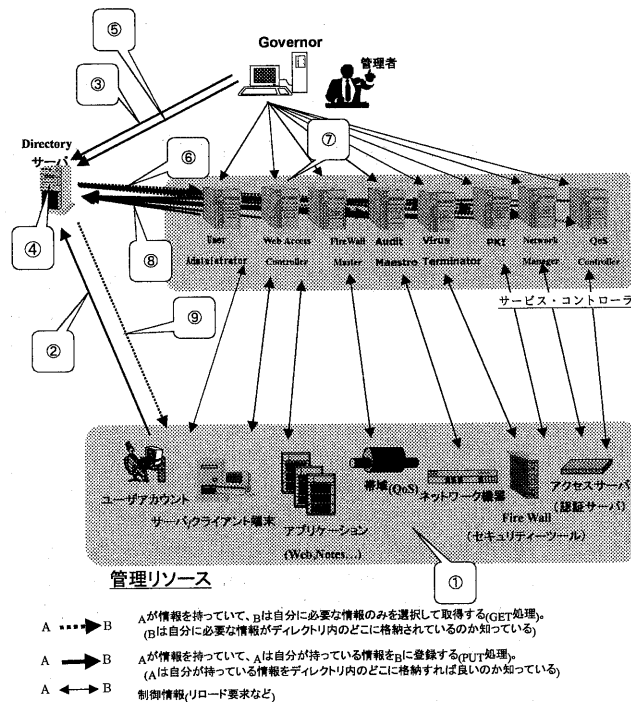 ⑤
Governor
③
管理者
Directory
サーバ
⑥
⑦
④
⑧
User
Web Access
FireWall
Audit
Virus
PKI
Network
QoS
Administrator
Controller
Master
Maestro
Terminator
Manager
Controller
サービス・コントローラ
②
⑨
ユーザアカウント
サーバ/クライアント端末
アプリケーション
(Web,Notes...)
帯域(QoS)
ネットワーク機器
Fire Wall
(セキュリティーツール)
アクセスサーバ
(認証サーバ)
①
管理リソース
A B Aが情報を持っていて、Bは自分に必要な情報のみを選択して取得する(GET処理)。
(Bは自分に必要な情報がディレクトリ内のどこに格納されているのか知っている)
A B Aが情報を持っていて、Aは自分が持っている情報をBに登録する(PUT処理)。
(Aは自分が持っている情報をディレクトリ内のどこに格納すれば良いのか知っている)
A B 制御情報(リロード要求など)